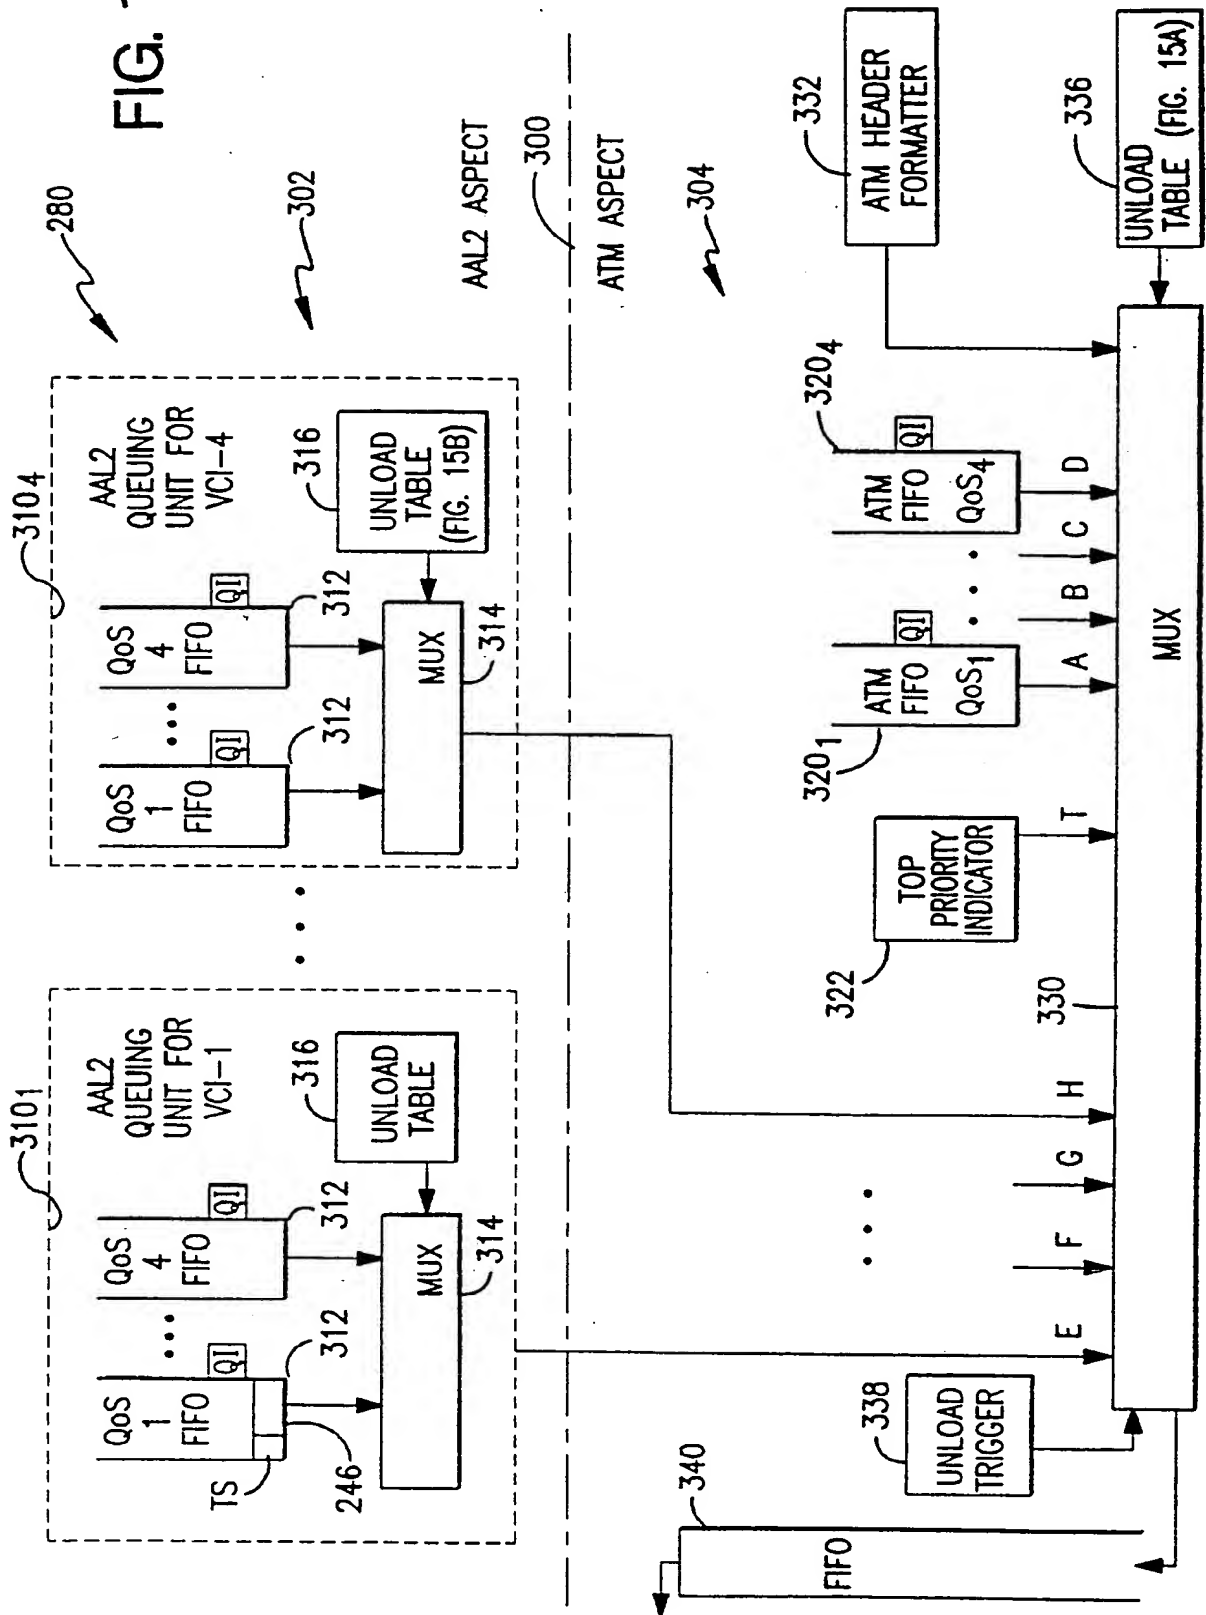 FIG.
280
302
AAL2 ASPECT
300
ATM ASPECT
304
3101
AAL2
QUEUING
UNIT FOR
VCI-1
QoS
1
FIFO
QI
TS
246
312
QoS
4
FIFO
QI
312
316
UNLOAD
TABLE
MUX
314
3104
AAL2
QUEUING
UNIT FOR
VCI-4
QoS
1
FIFO
QI
312
QoS
4
FIFO
QI
312
316
UNLOAD
TABLE
(FIG. 15B)
MUX
314
340
FIFO
338
UNLOAD
TRIGGER
E
F
G
H
322
TOP
PRIORITY
INDICATOR
T
3201
ATM
FIFO
QoS1
QI
A
B
C
3204
ATM
FIFO
QoS4
QI
D
332
ATM HEADER
FORMATTER
336
UNLOAD
TABLE (FIG. 15A)
330
MUX